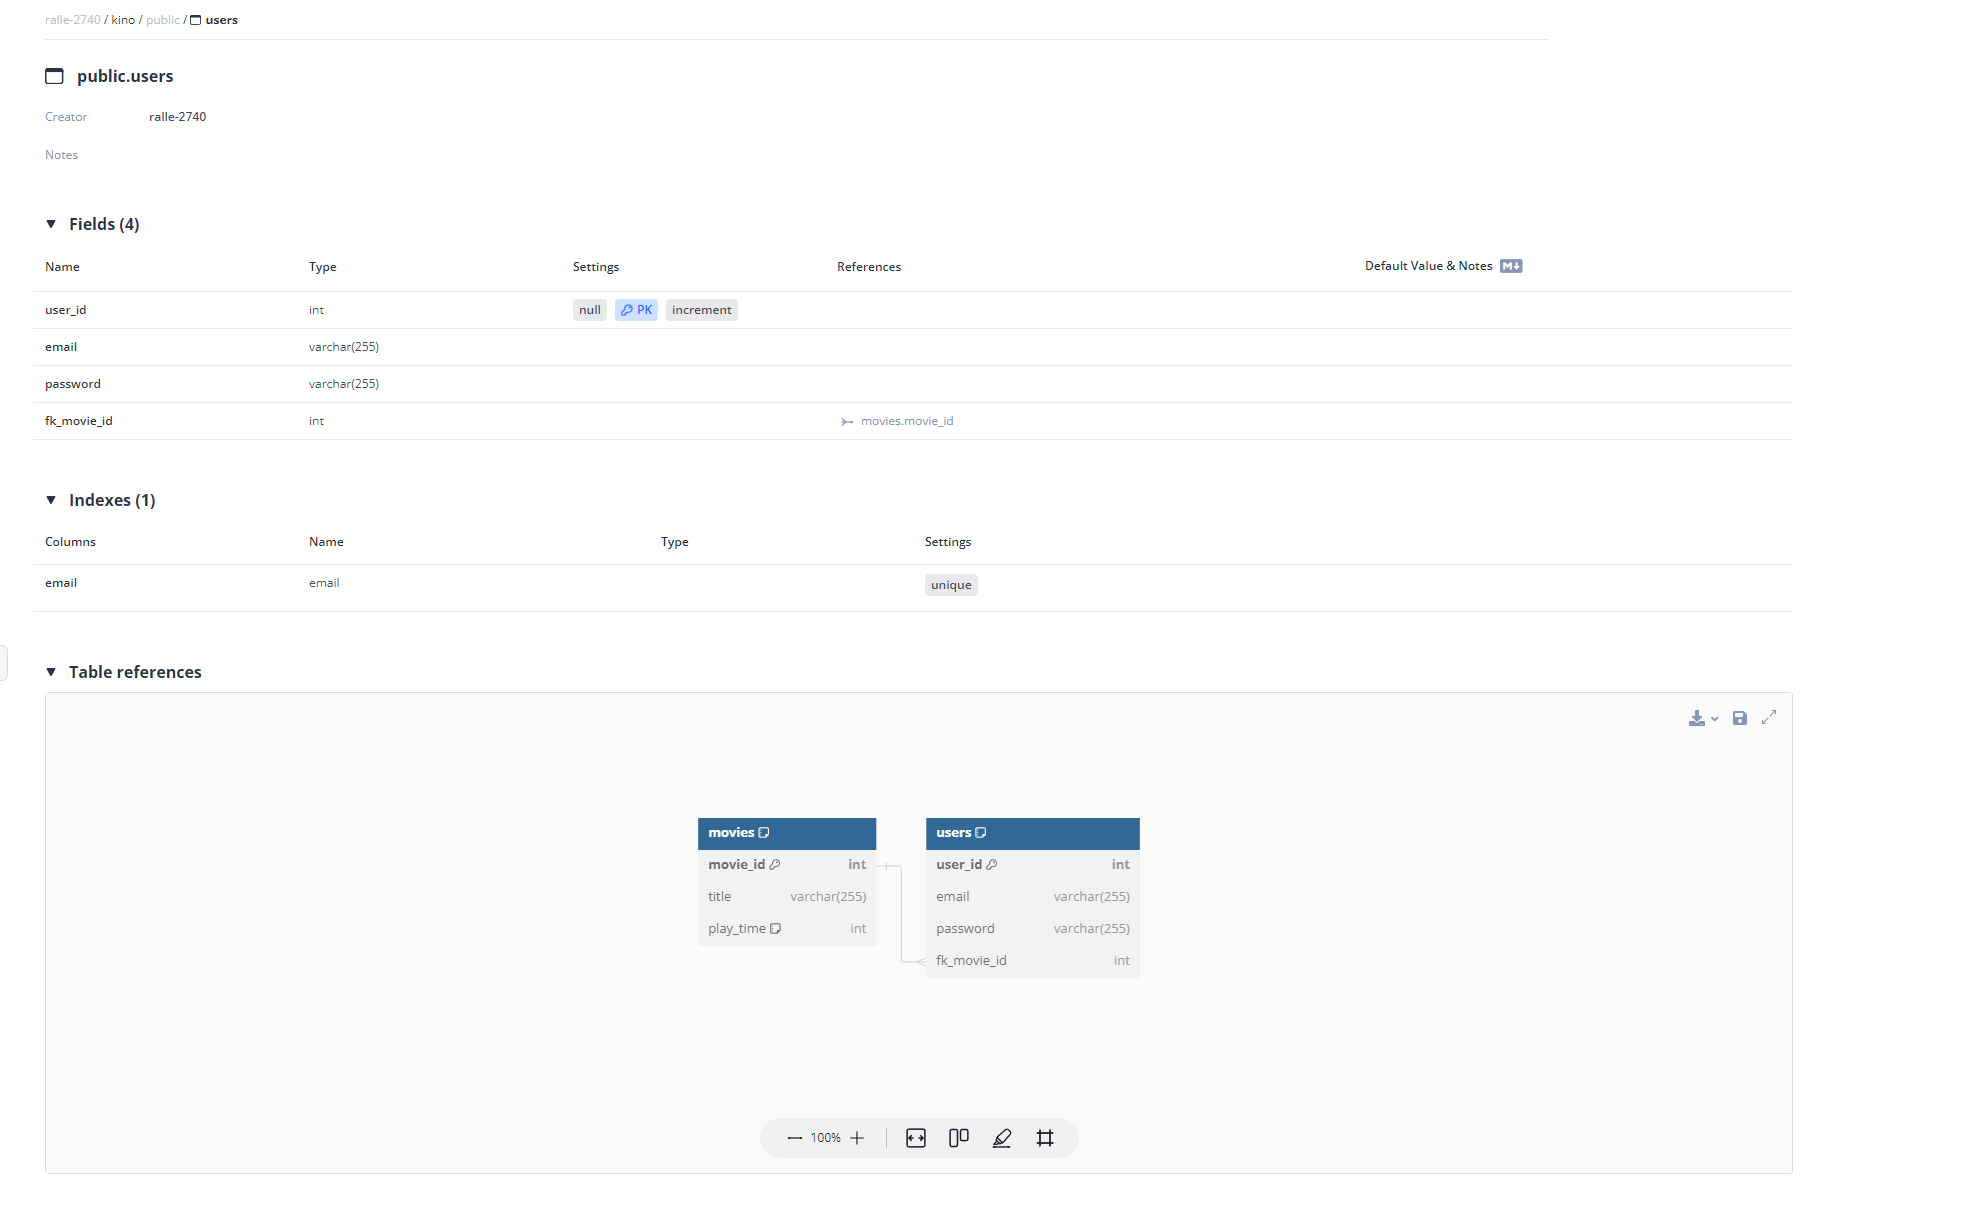 ralle-2740 / kino / public / users
public.users
Creator ralle-2740
Notes
Fields (4)
Name Type Settings References Default Value & Notes M
user_id int null PK increment
email varchar(255)
password varchar(255)
fk_movie_id int movies.movie_id
Indexes (1)
Columns Name Type Settings
email email unique
Table references
movies
movie_id int
title varchar(255)
play_time int
users
user_id int
email varchar(255)
password varchar(255)
fk_movie_id int
100%